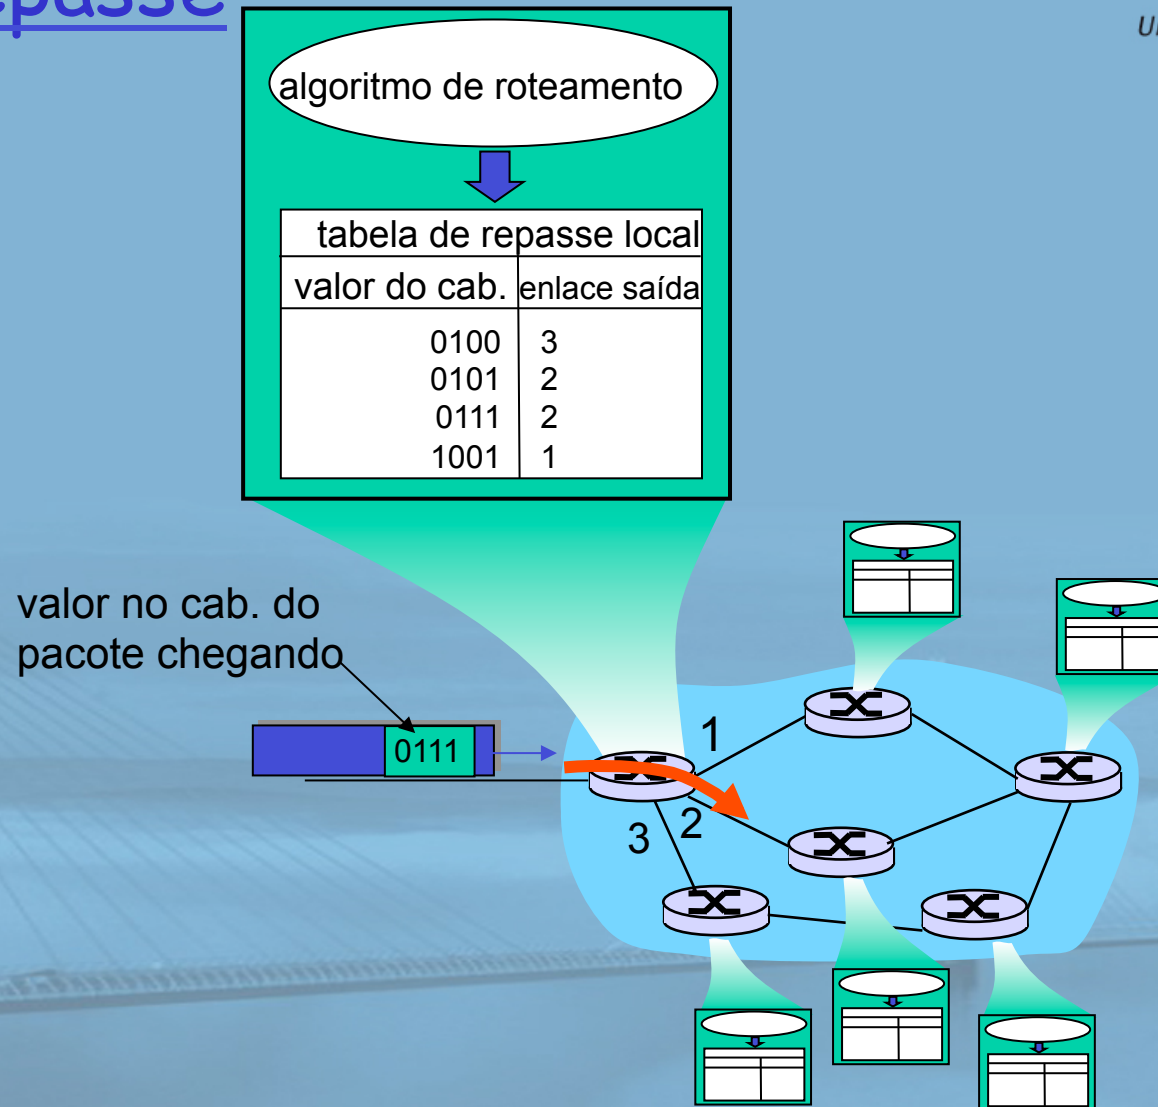 algoritmo de roteamento
tabela de repasse local
valor do cab. enlace saída
0100 3
0101 2
0111 2
1001 1
valor no cab. do
pacote chegando
0111
1
2
3